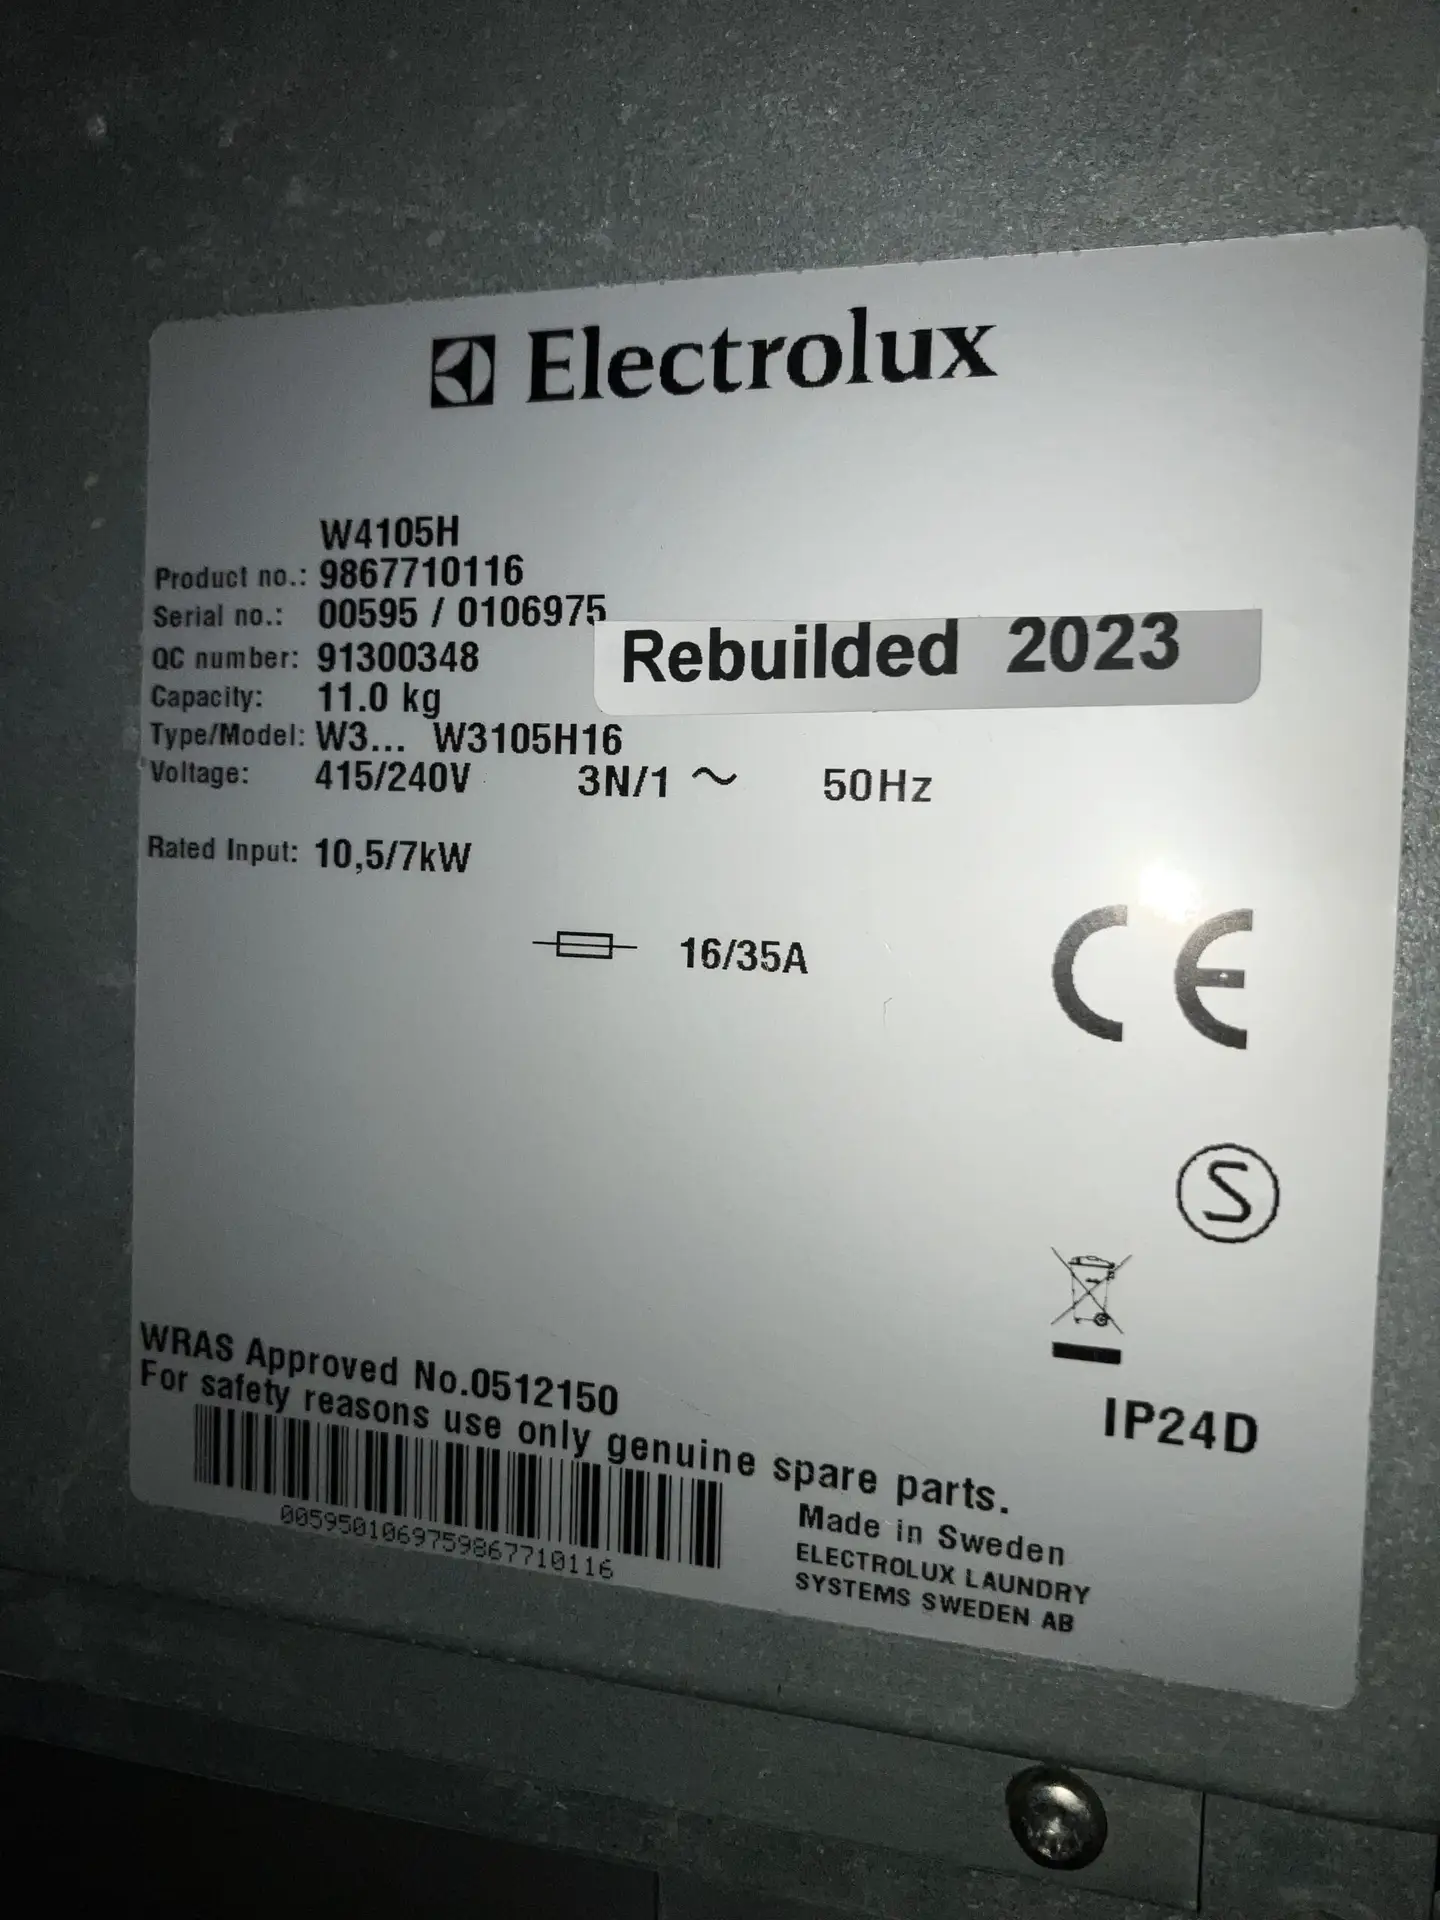 Electrolux
W4105H
Product no.: 9867710116
Serial no.: 00595 / 0106975
Rebuilded 2023
QC number: 91300348
Capacity: 11.0 kg
Type/Model: W3... W3105H16
Voltage: 415/240V 3N/1 ~ 50Hz
Rated Input: 10,5/7kW
16/35A
CE
S
IP24D
WRAS Approved No.0512150
For safety reasons use only genuine spare parts.
0059501069759867710116
Made in Sweden
ELECTROLUX LAUNDRY
SYSTEMS SWEDEN AB